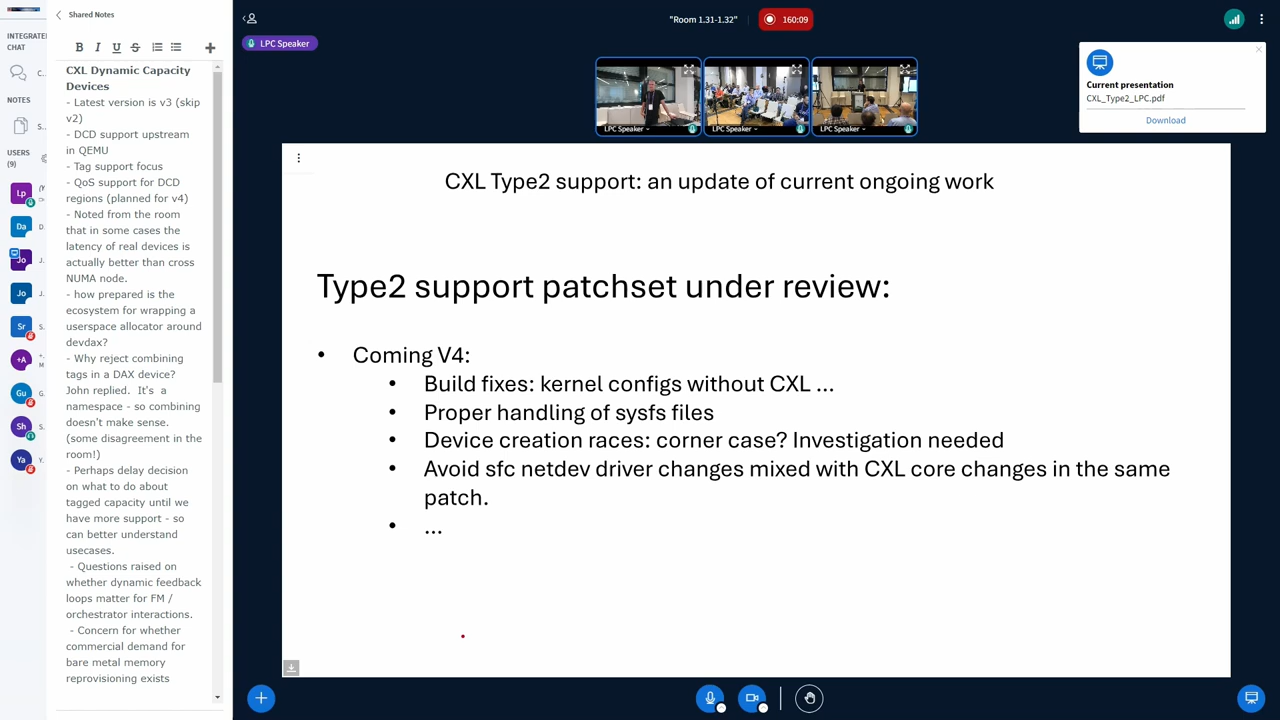 Shared Notes
INTEGRATE
CHAT
C..
NOTES
S..
USERS
(9)
Lp
Da
D.
Jo
J.
Jo
J.
Sr
S.
+A
M
Gu
G.
Sh
S.
Ya
Y.
B I U S
CXL Dynamic Capacity
Devices
- Latest version is v3 (skip
v2)
- DCD support upstream
in QEMU
- Tag support focus
- QoS support for DCD
regions (planned for v4)
- Noted from the room
that in some cases the
latency of real devices is
actually better than cross
NUMA node.
- how prepared is the
ecosystem for wrapping a
userspace allocator around
devdax?
- Why reject combining
tags in a DAX device?
John replied. It's a
namespace - so combining
doesn't make sense.
(some disagreement in the
room!)
- Perhaps delay decision
on what to do about
tagged capacity until we
have more support - so
can better understand
usecases.
- Questions raised on
whether dynamic feedback
loops matter for FM /
orchestrator interactions.
- Concern for whether
commercial demand for
bare metal memory
reprovisioning exists
"Room 1.31-1.32"
160:09
LPC Speaker
LPC Speaker
LPC Speaker
LPC Speaker
Current presentation
CXL_Type2_LPC.pdf
Download
CXL Type2 support: an update of current ongoing work
Type2 support patchset under review:
• Coming V4:
• Build fixes: kernel configs without CXL ...
• Proper handling of sysfs files
• Device creation races: corner case? Investigation needed
• Avoid sfc netdev driver changes mixed with CXL core changes in the same
patch.
• ...